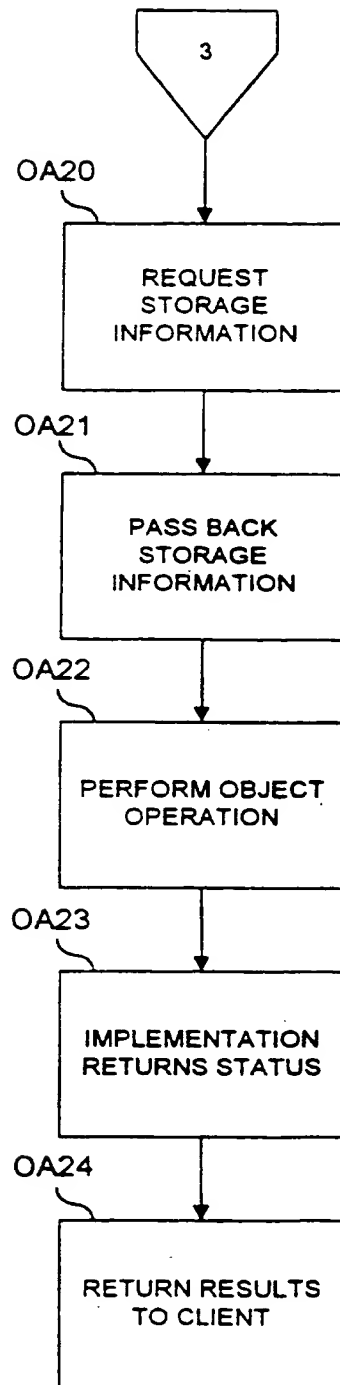 3
OA20
REQUEST
STORAGE
INFORMATION
OA21
PASS BACK
STORAGE
INFORMATION
OA22
PERFORM OBJECT
OPERATION
OA23
IMPLEMENTATION
RETURNS STATUS
OA24
RETURN RESULTS
TO CLIENT